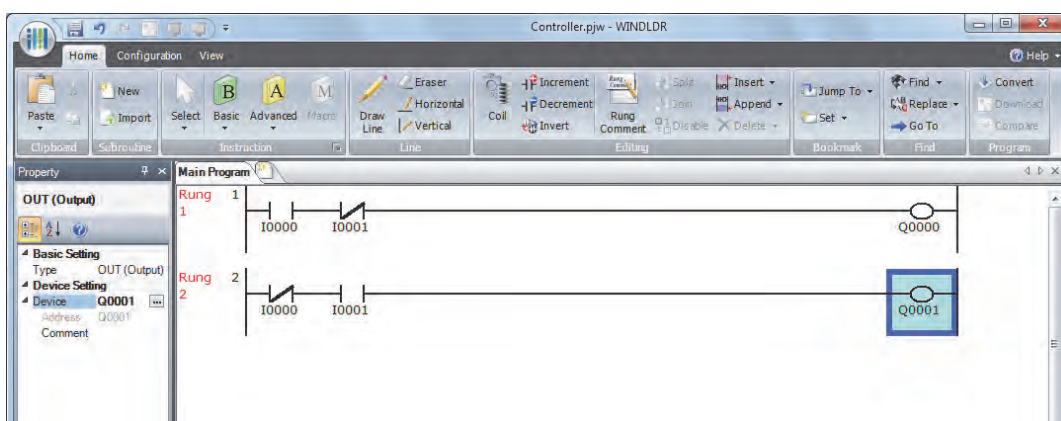 Controller.pjw - WINDLDR
Home Configuration View
Help
Paste
New
Import
Select
Basic
B
Advanced
A
Macro
M
Draw Line
Eraser
Horizontal
Vertical
Coil
Increment
Decrement
Invert
Rung Comment
Split
Join
Disable
Insert
Append
Delete
Jump To
Set
Find
Replace
Go To
Convert
Download
Compare
Clipboard Subroutine Instruction Line Editing Bookmark Find Program
Property
OUT (Output)
Basic Setting
Type OUT (Output)
Device Setting
Device Q0001 ...
Address Q0001
Comment
Main Program
Rung 1
1
I0000 I0001 Q0000
Rung 2
2
I0000 I0001 Q0001